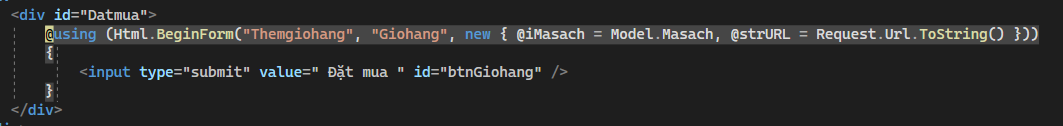 <div id="Datmua">
@using (Html.BeginForm("Themgiohang", "Giohang", new { @iMasach = Model.Masach, @strURL = Request.Url.ToString() }))
{
<input type="submit" value=" Đặt mua " id="btnGiohang" />
}
</div>